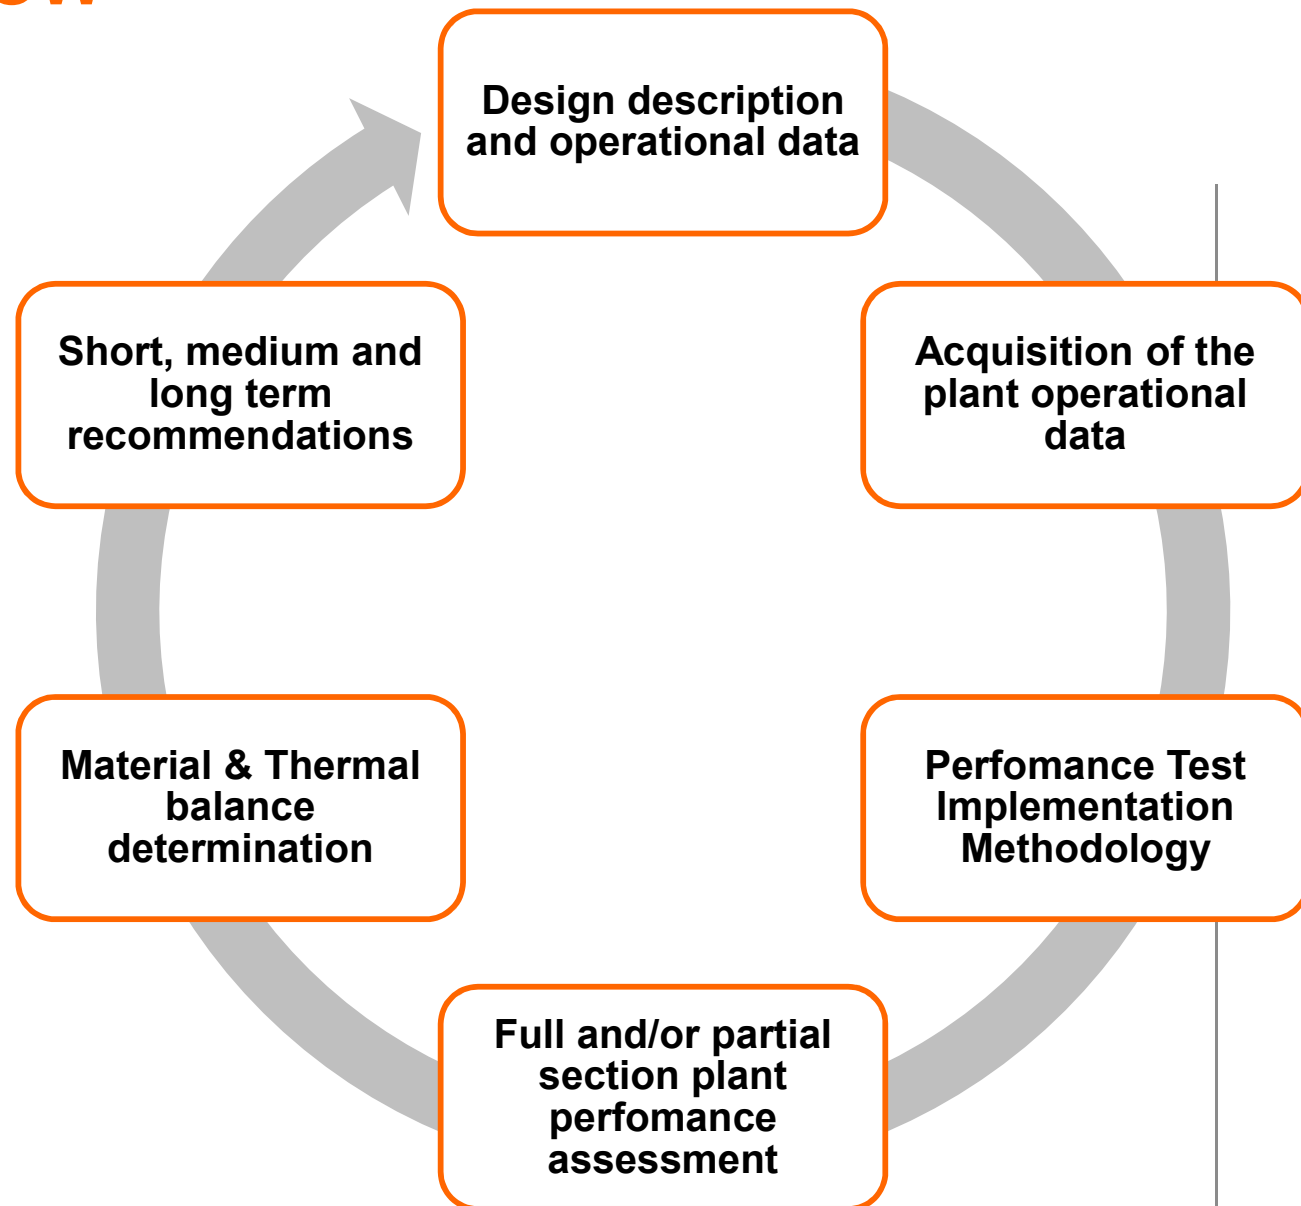 Design description
and operational data
Acquisition of the
plant operational
data
Perfomance Test
Implementation
Methodology
Full and/or partial
section plant
perfomance
assessment
Material & Thermal
balance
determination
Short, medium and
long term
recommendations